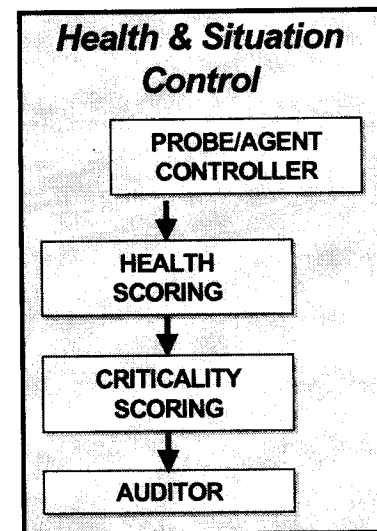 Health & Situation
Control
PROBE/AGENT
CONTROLLER
HEALTH
SCORING
CRITICALITY
SCORING
AUDITOR